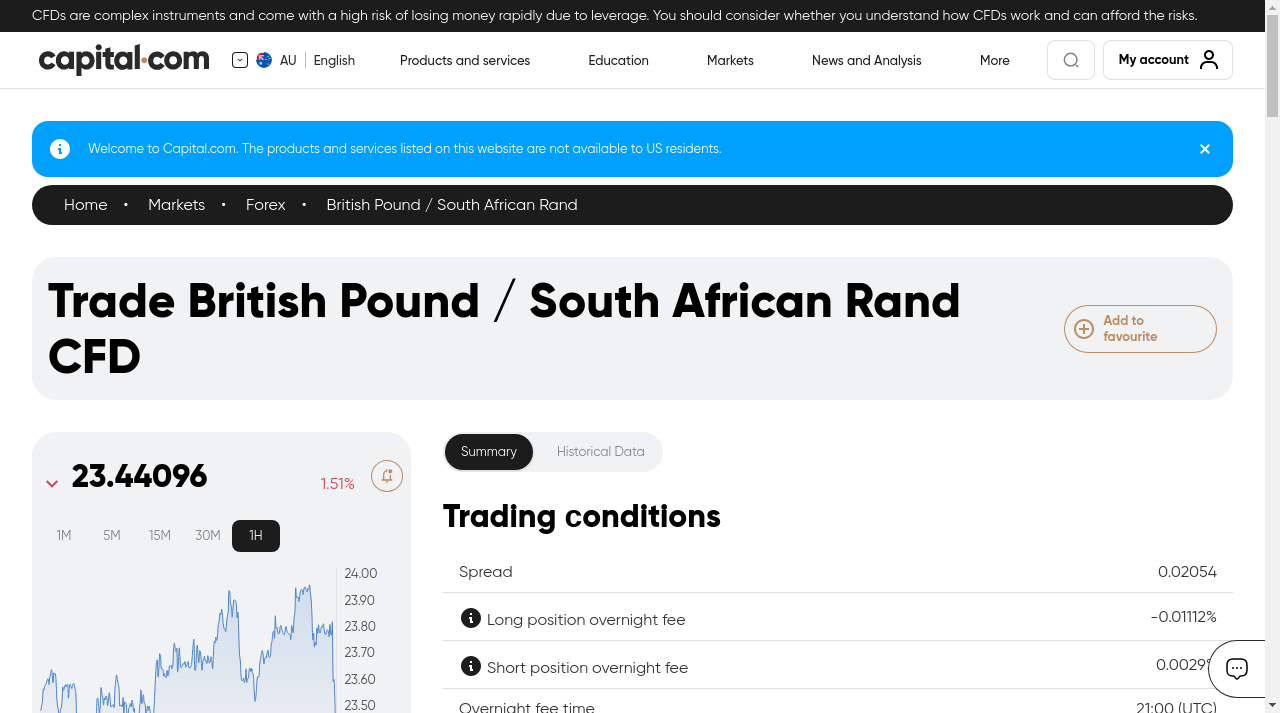 CFDs are complex instruments and come with a high risk of losing money rapidly due to leverage. You should consider whether you understand how CFDs work and can afford the risks.
capital.com
AU
English
Products and services
Education
Markets
News and Analysis
More
My account
Welcome to Capital.com. The products and services listed on this website are not available to US residents.
Home • Markets • Forex • British Pound / South African Rand
Trade British Pound / South African Rand
CFD
Add to
favourite
23.44096
1.51%
1M 5M 15M 30M 1H
24.00
23.90
23.80
23.70
23.60
23.50
Summary
Historical Data
Trading conditions
Spread 0.02054
Long position overnight fee -0.01112%
Short position overnight fee 0.0029%
Overnight fee time 21:00 (UTC)